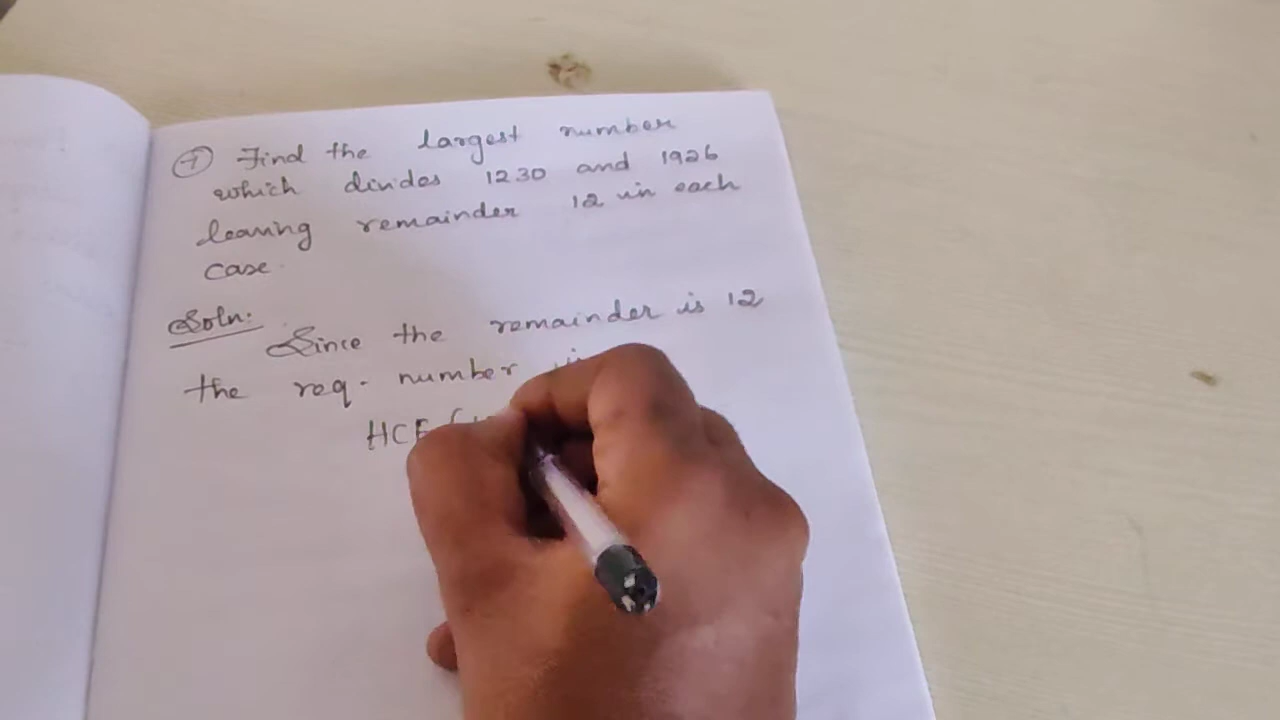 7 Find the largest number
which divides 1230 and 1926
leaving remainder 12 in each
case.
Soln:
Since the remainder is 12
the req. number
HCF (